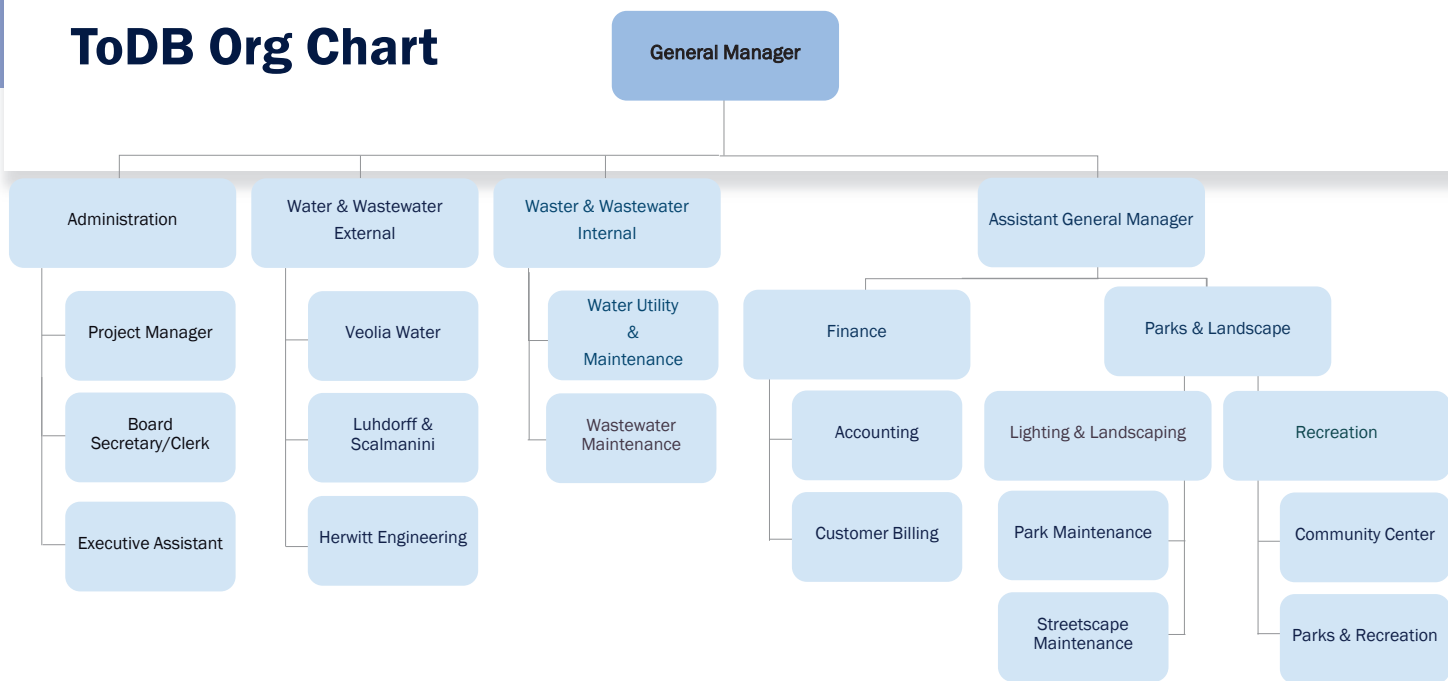 ToDB Org Chart
General Manager
Administration
Water & Wastewater
External
Waster & Wastewater
Internal
Assistant General Manager
Project Manager
Board
Secretary/Clerk
Executive Assistant
Veolia Water
Luhdorff &
Scalmanini
Herwitt Engineering
Water Utility
&
Maintenance
Wastewater
Maintenance
Finance
Accounting
Customer Billing
Parks & Landscape
Lighting & Landscaping
Park Maintenance
Streetscape
Maintenance
Recreation
Community Center
Parks & Recreation